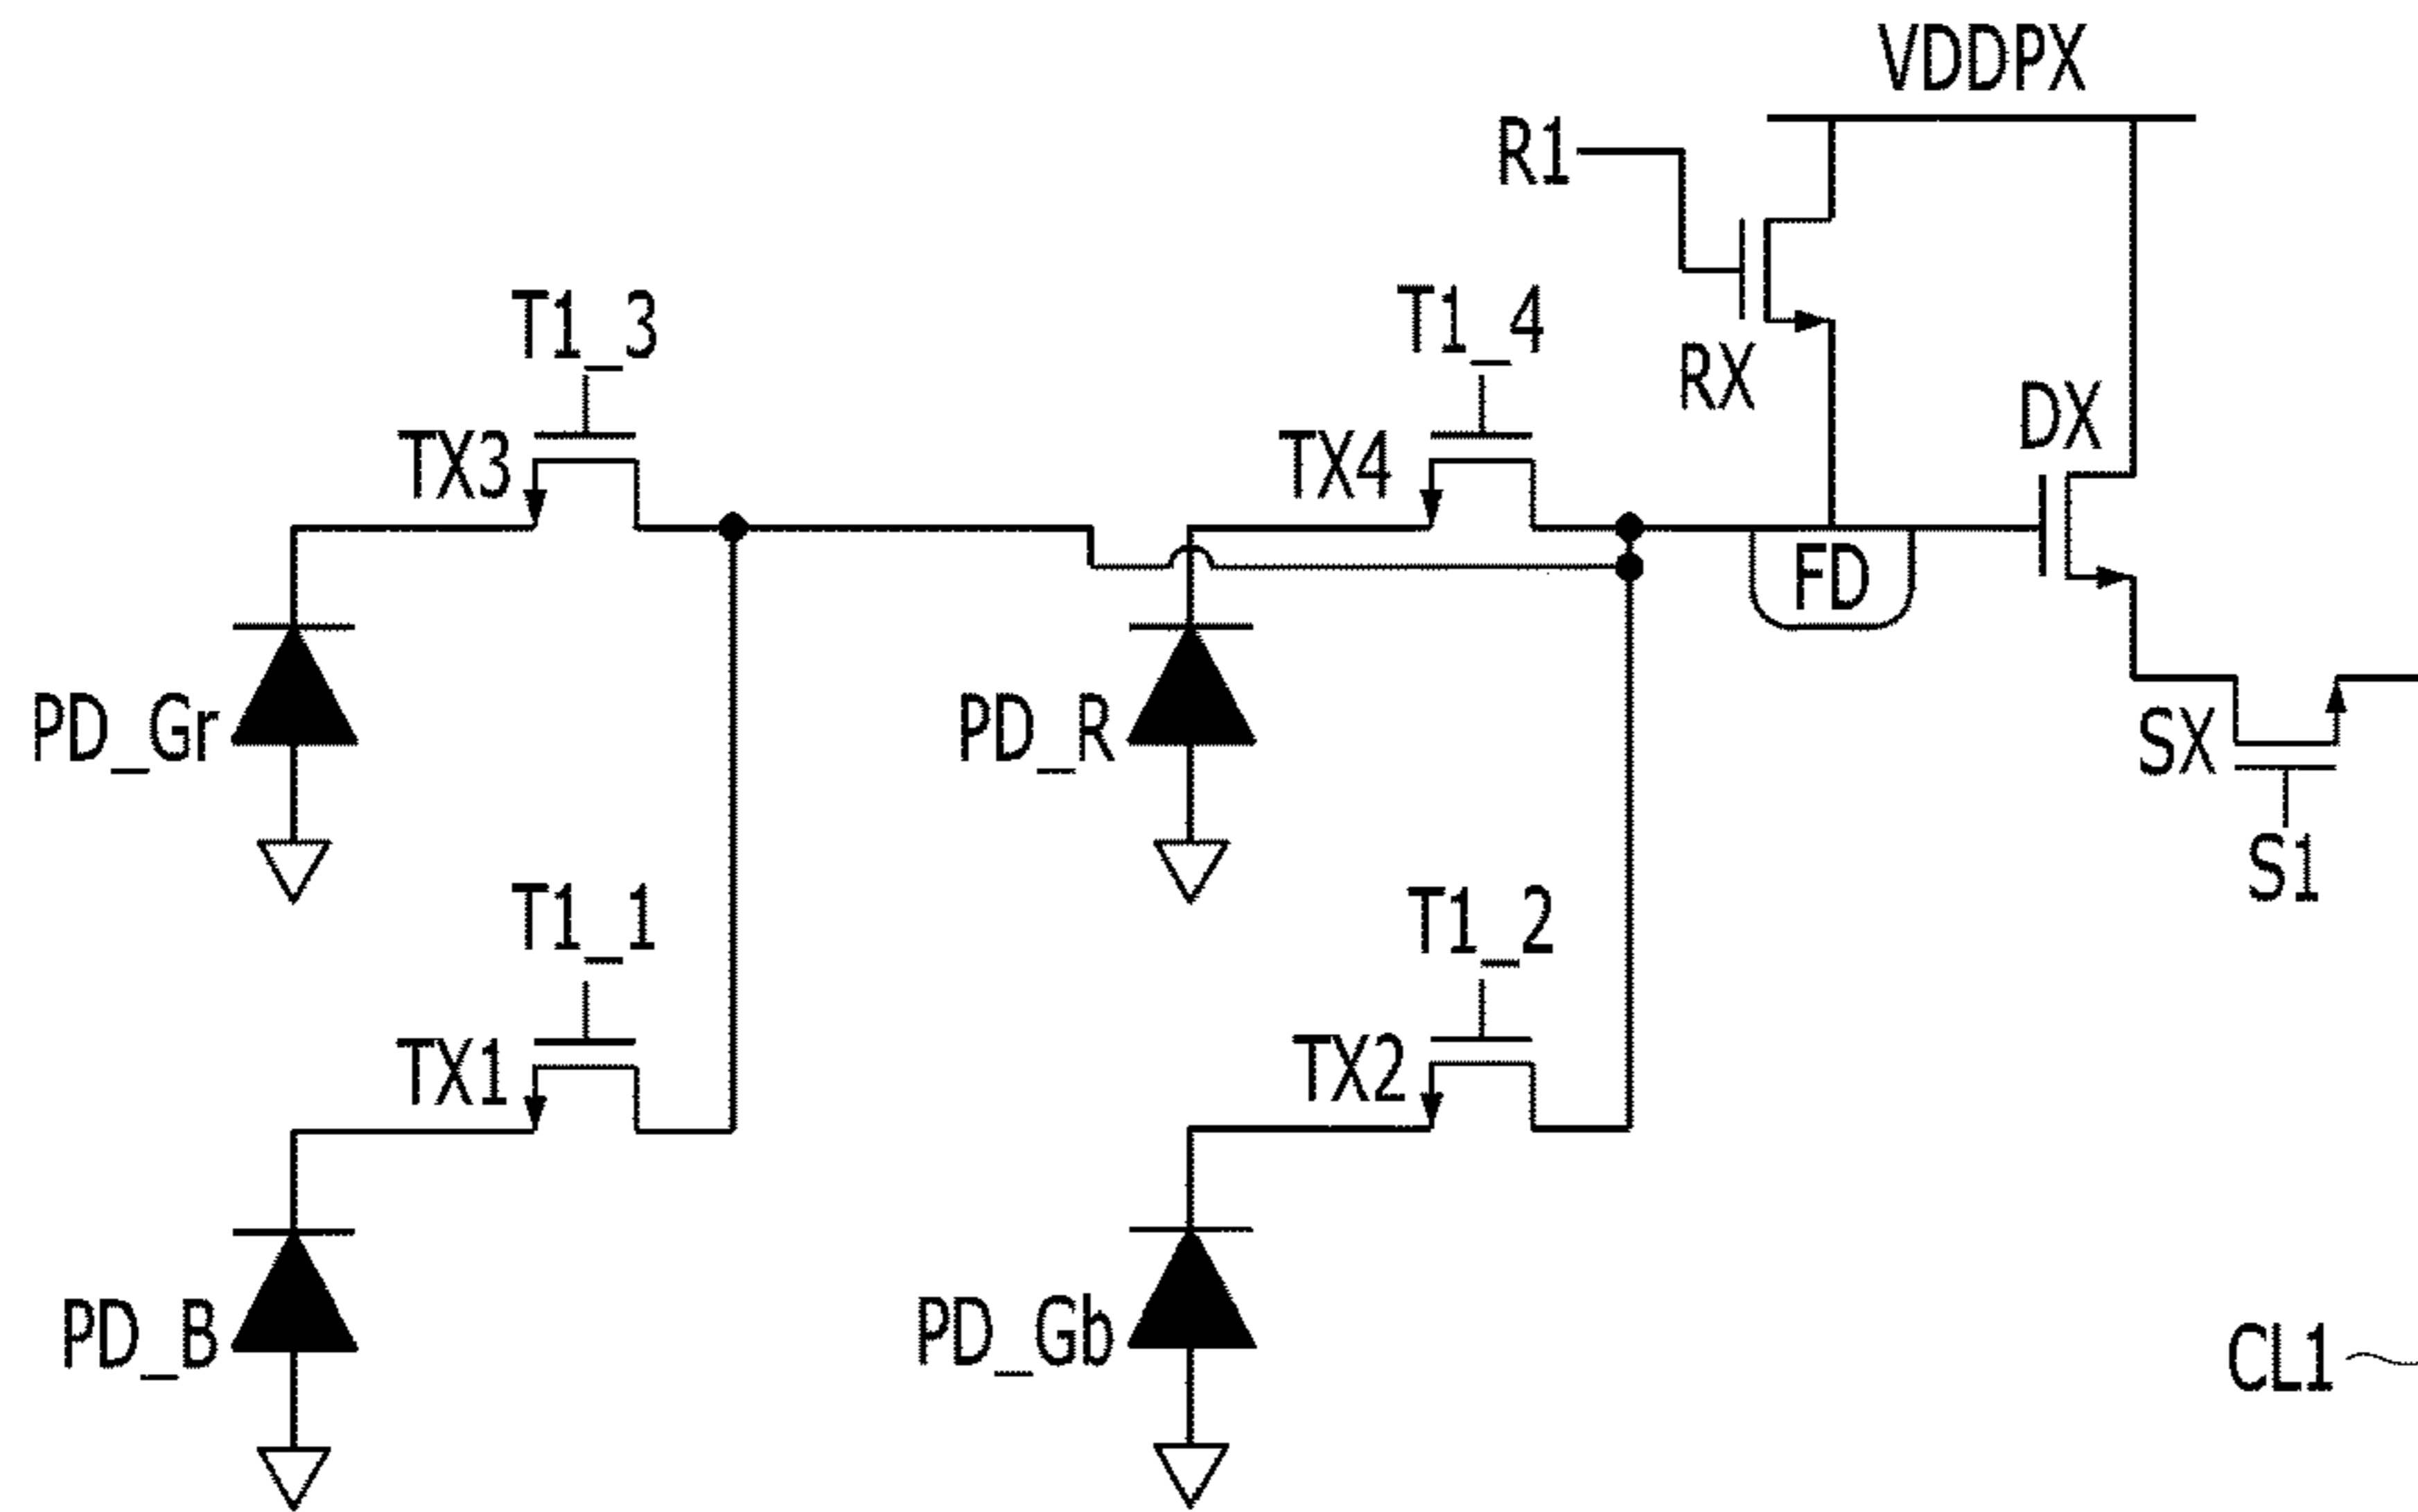 VDDPX
R1
T1_3
T1_4
RX
DX
TX3
TX4
FD
PD_Gr
PD_R
SX
S1
T1_1
T1_2
TX1
TX2
PD_B
PD_Gb
CL1